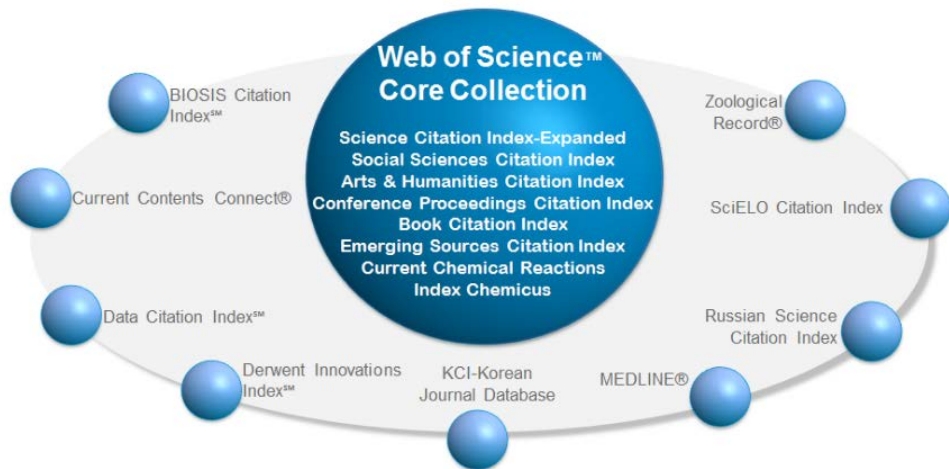 Web of Science™
Core Collection
Science Citation Index-Expanded
Social Sciences Citation Index
Arts & Humanities Citation Index
Conference Proceedings Citation Index
Book Citation Index
Emerging Sources Citation Index
Current Chemical Reactions
Index Chemicus
BIOSIS Citation
Index℠
Current Contents Connect®
Data Citation Index℠
Derwent Innovations
Index℠
KCI-Korean
Journal Database
MEDLINE®
Russian Science
Citation Index
SciELO Citation Index
Zoological
Record®